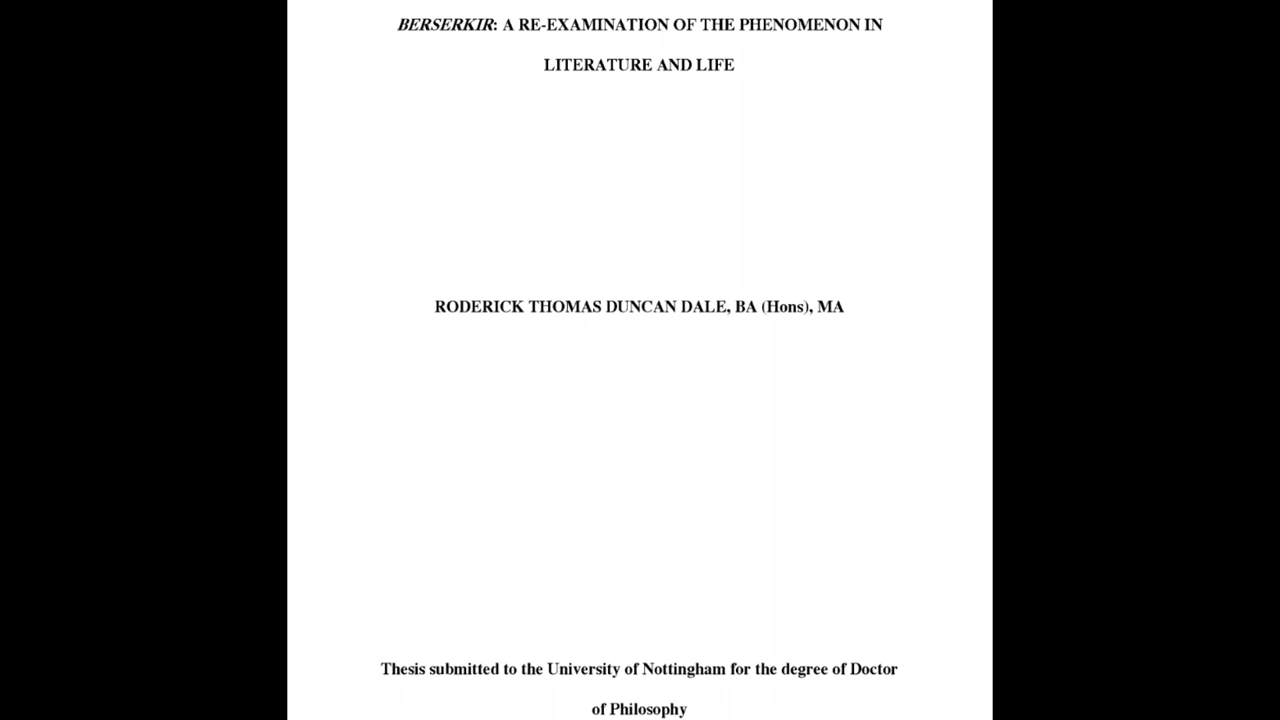 BERSERKIR: A RE-EXAMINATION OF THE PHENOMENON IN
LITERATURE AND LIFE
RODERICK THOMAS DUNCAN DALE, BA (Hons), MA
Thesis submitted to the University of Nottingham for the degree of Doctor
of Philosophy